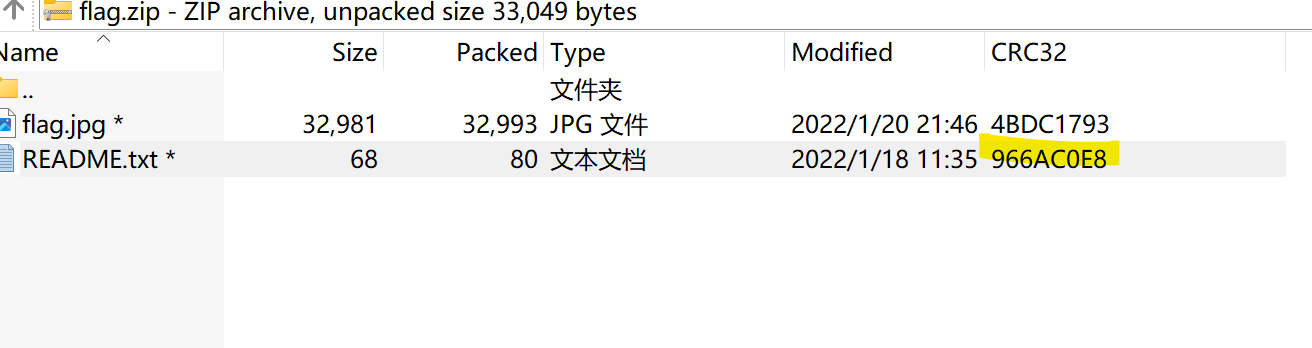 flag.zip - ZIP archive, unpacked size 33,049 bytes
Name Size Packed Type Modified CRC32
.. 文件夹
flag.jpg * 32,981 32,993 JPG 文件 2022/1/20 21:46 4BDC1793
README.txt * 68 80 文本文档 2022/1/18 11:35 966AC0E8